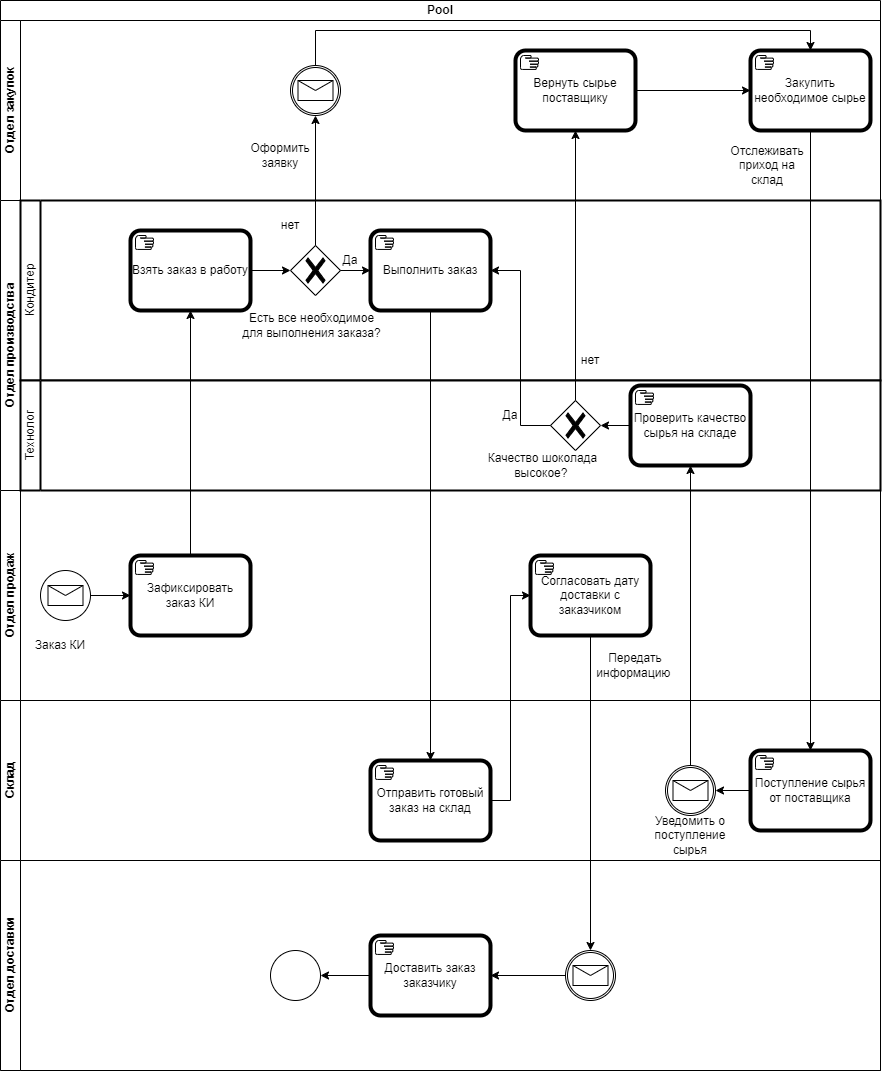 Pool
Отдел закупок
Вернуть сырье
поставщику
Закупить
необходимое сырье
Оформить
заявку
Отслеживать
приход на
склад
Отдел производства
Кондитер
нет
Взять заказ в работу
Да
Выполнить заказ
Есть все необходимое
для выполнения заказа?
нет
Технолог
Да
Проверить качество
сырья на складе
Качество шоколада
высокое?
Отдел продаж
Зафиксировать
заказ КИ
Согласовать дату
доставки с
заказчиком
Заказ КИ
Передать
информацию
Склад
Отправить готовый
заказ на склад
Поступление сырья
от поставщика
Уведомить о
поступление
сырья
Отдел доставки
Доставить заказ
заказчику